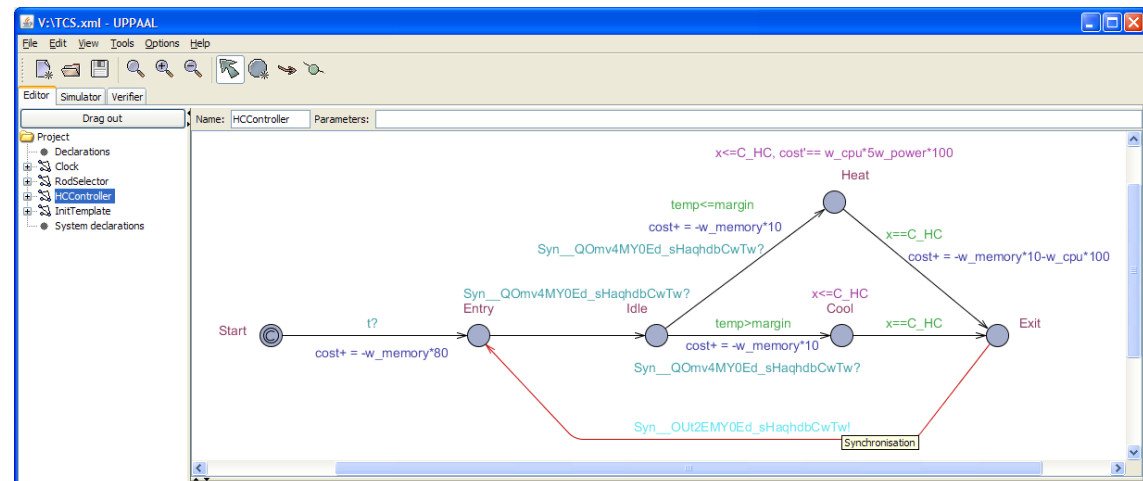 V:\TCS.xml - UPPAAL
File Edit View Tools Options Help
Editor Simulator Verifier
Drag out
Name: HCController Parameters:
Project
Declarations
Clock
RodSelector
HCController
InitTemplate
System declarations
x<=C_HC, cost'== w_cpu*5w_power*100
Heat
temp<=margin
cost+ = -w_memory*10
Syn__QOmv4MY0Ed_sHaqhdbCwTw?
x==C_HC
cost+ = -w_memory*10-w_cpu*100
Syn__QOmv4MY0Ed_sHaqhdbCwTw?
Entry
Idle
x<=C_HC
Cool
Start
t?
cost+ = -w_memory*80
temp>margin
cost+ = -w_memory*10
Syn__QOmv4MY0Ed_sHaqhdbCwTw?
x==C_HC
Exit
Syn__OUt2EMY0Ed_sHaqhdbCwTw!
Synchronisation